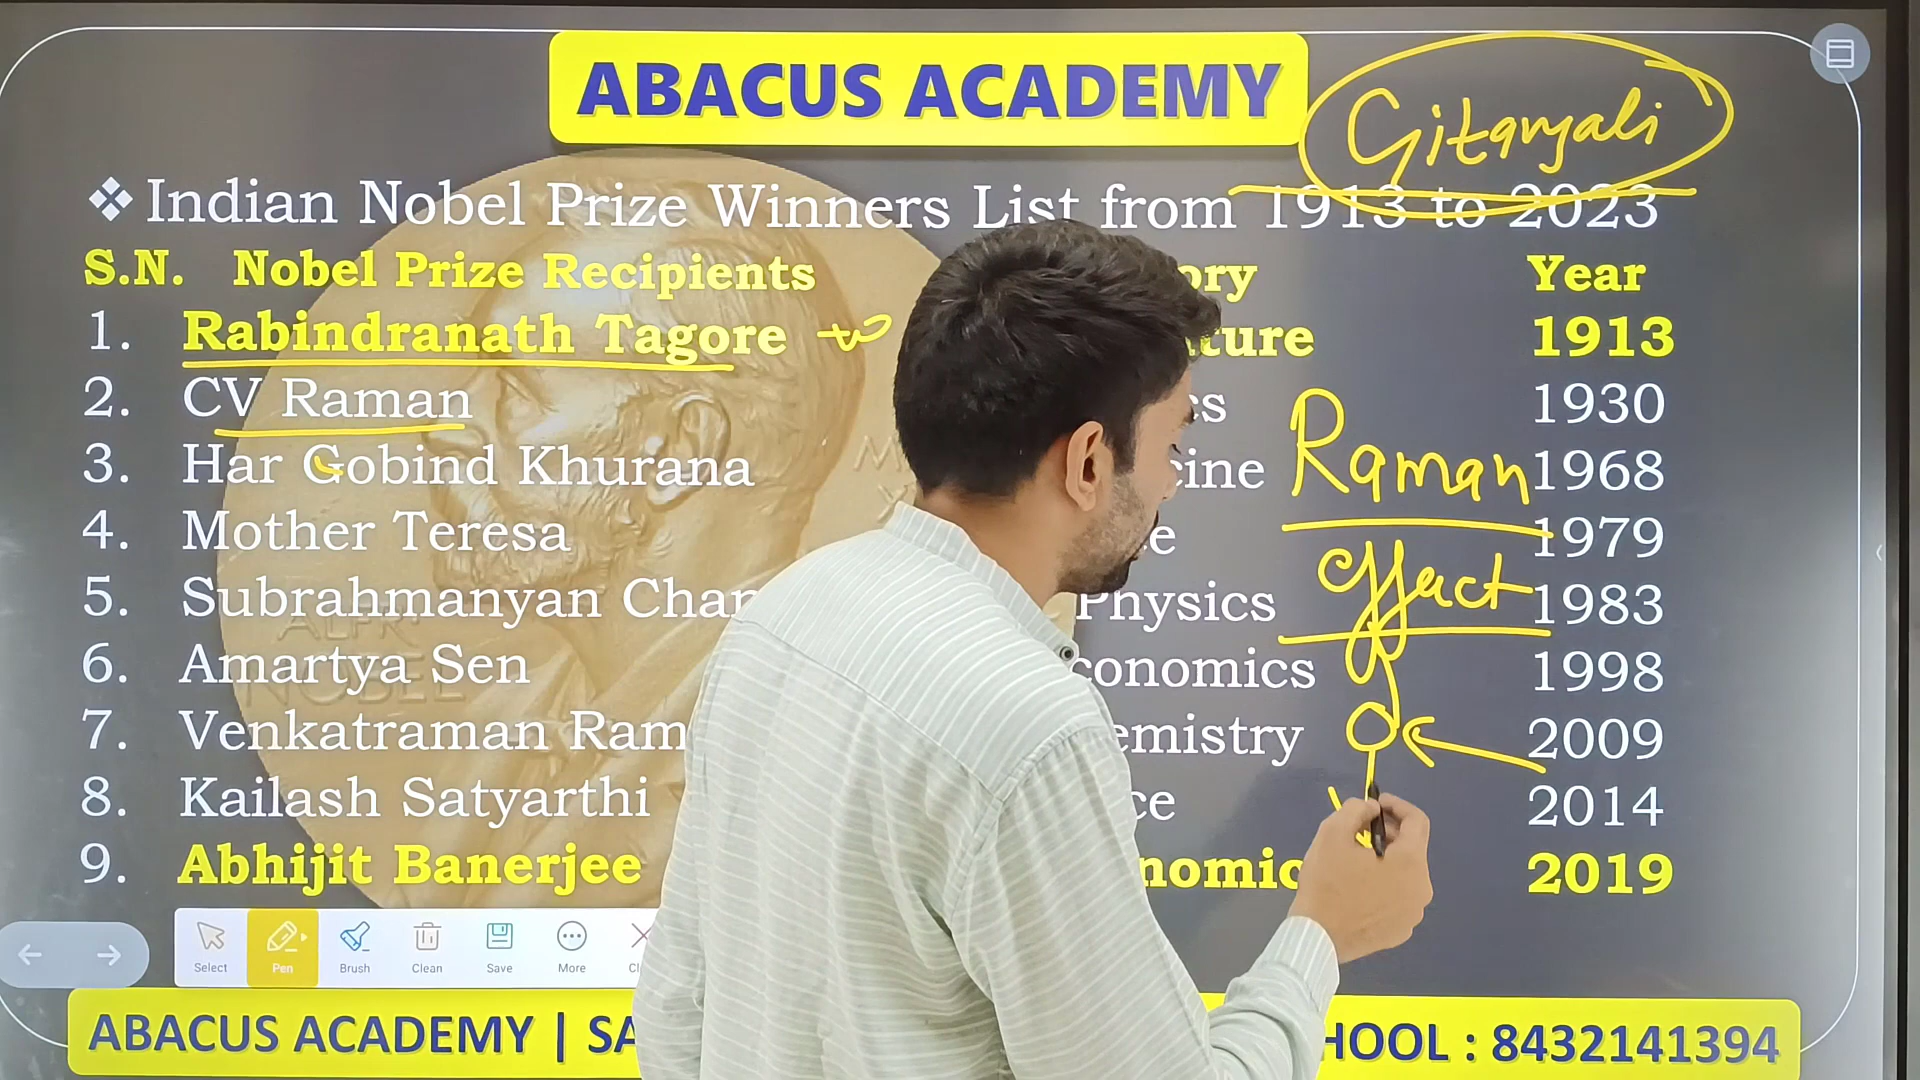 ABACUS ACADEMY
Gitanjali
❖ Indian Nobel Prize Winners List from 1913 to 2023
S.N. Nobel Prize Recipients ory Year
1. Rabindranath Tagore ture 1913
2. CV Raman cs 1930
3. Har Gobind Khurana cine 1968
Raman
4. Mother Teresa e 1979
effect
5. Subrahmanyan Chan Physics 1983
6. Amartya Sen conomics 1998
7. Venkatraman Ram emistry 2009
8. Kailash Satyarthi ce 2014
9. Abhijit Banerjee nomic 2019
Select Pen Brush Clean Save More Cl
ABACUS ACADEMY | SA HOOL : 8432141394